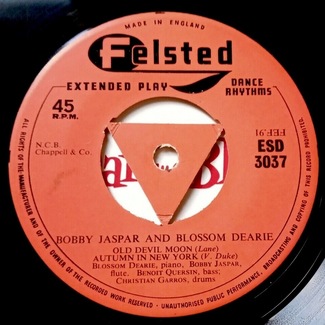 MADE IN ENGLAND
Felsted
EXTENDED PLAY
DANCE
RHYTHMS
45
R.P.M.
N.C.B.
Chappell & Co.
FEP.91
ESD
3037
BOBBY JASPAR AND BLOSSOM DEARIE
OLD DEVIL MOON (Lane)
AUTUMN IN NEW YORK (V. Duke)
BLOSSOM DEARIE, piano, BOBBY JASPAR,
flute, BENOIT QUERSIN, bass;
CHRISTIAN GARROS, drums
ALL RIGHTS OF THE MANUFACTURER AND OF THE OWNER OF THE RECORDED WORK RESERVED · UNAUTHORISED PUBLIC PERFORMANCE, BROADCASTING AND COPYING OF THIS RECORD PROHIBITED